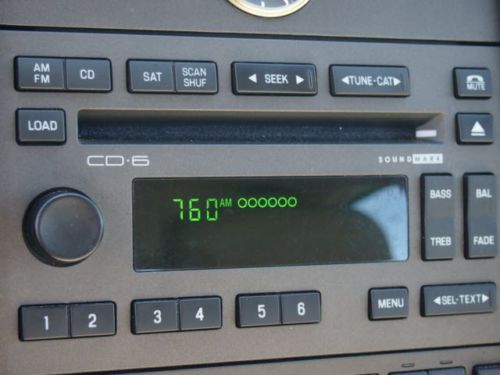 AM FM CD SAT SCAN SHUF ◄ SEEK ► ◄TUNE-CAT► MUTE
LOAD
CD·6 SOUNDMARK
760 AM OOOOOO
BASS BAL
TREB FADE
1 2 3 4 5 6 MENU ◄SEL-TEXT►